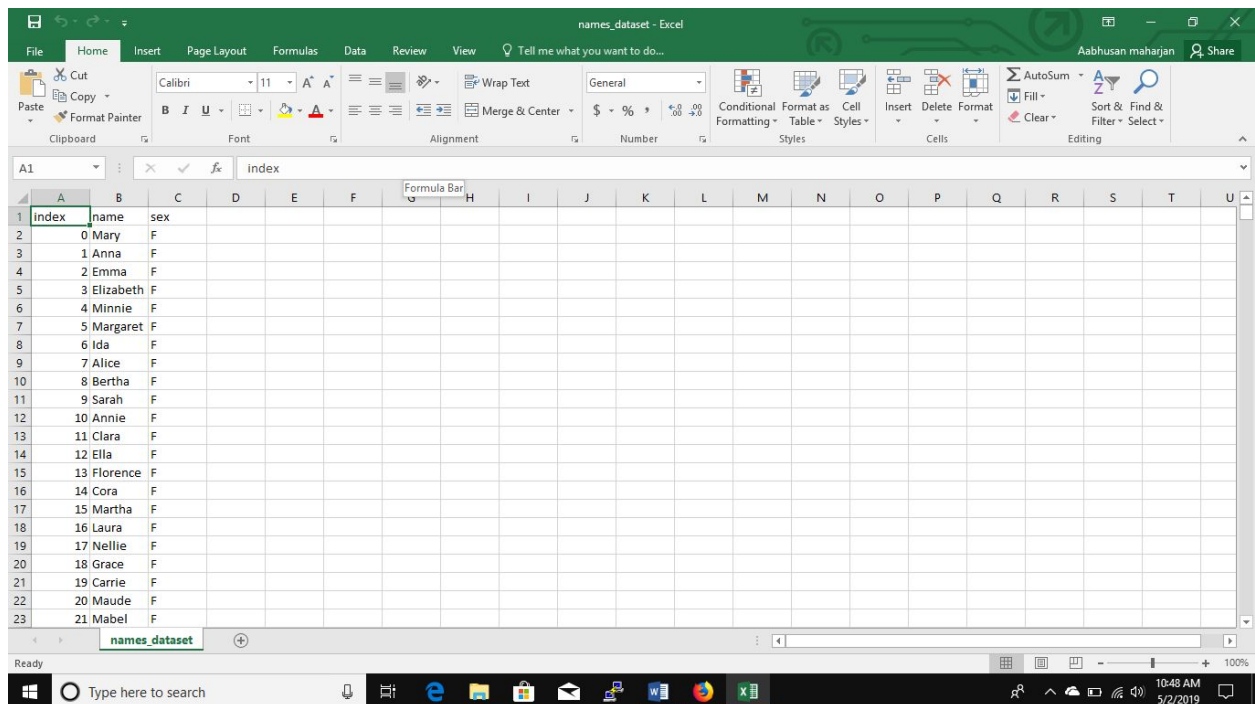 names_dataset - Excel
File Home Insert Page Layout Formulas Data Review View Tell me what you want to do... Aabhusan maharjan Share
Paste Cut Copy Format Painter
Calibri 11 A A Wrap Text General
B I U A Merge & Center $ % , .0 .00 .00 .0
Conditional Formatting Format as Table Cell Styles Insert Delete Format
AutoSum Fill Clear Sort & Filter Find & Select
Clipboard Font Alignment Number Styles Cells Editing
A1 fx index
Formula Bar
A B C D E F G H I J K L M N O P Q R S T U
1 index name sex
2 0 Mary F
3 1 Anna F
4 2 Emma F
5 3 Elizabeth F
6 4 Minnie F
7 5 Margaret F
8 6 Ida F
9 7 Alice F
10 8 Bertha F
11 9 Sarah F
12 10 Annie F
13 11 Clara F
14 12 Ella F
15 13 Florence F
16 14 Cora F
17 15 Martha F
18 16 Laura F
19 17 Nellie F
20 18 Grace F
21 19 Carrie F
22 20 Maude F
23 21 Mabel F
names_dataset
Ready 100%
Type here to search 10:48 AM
5/2/2019